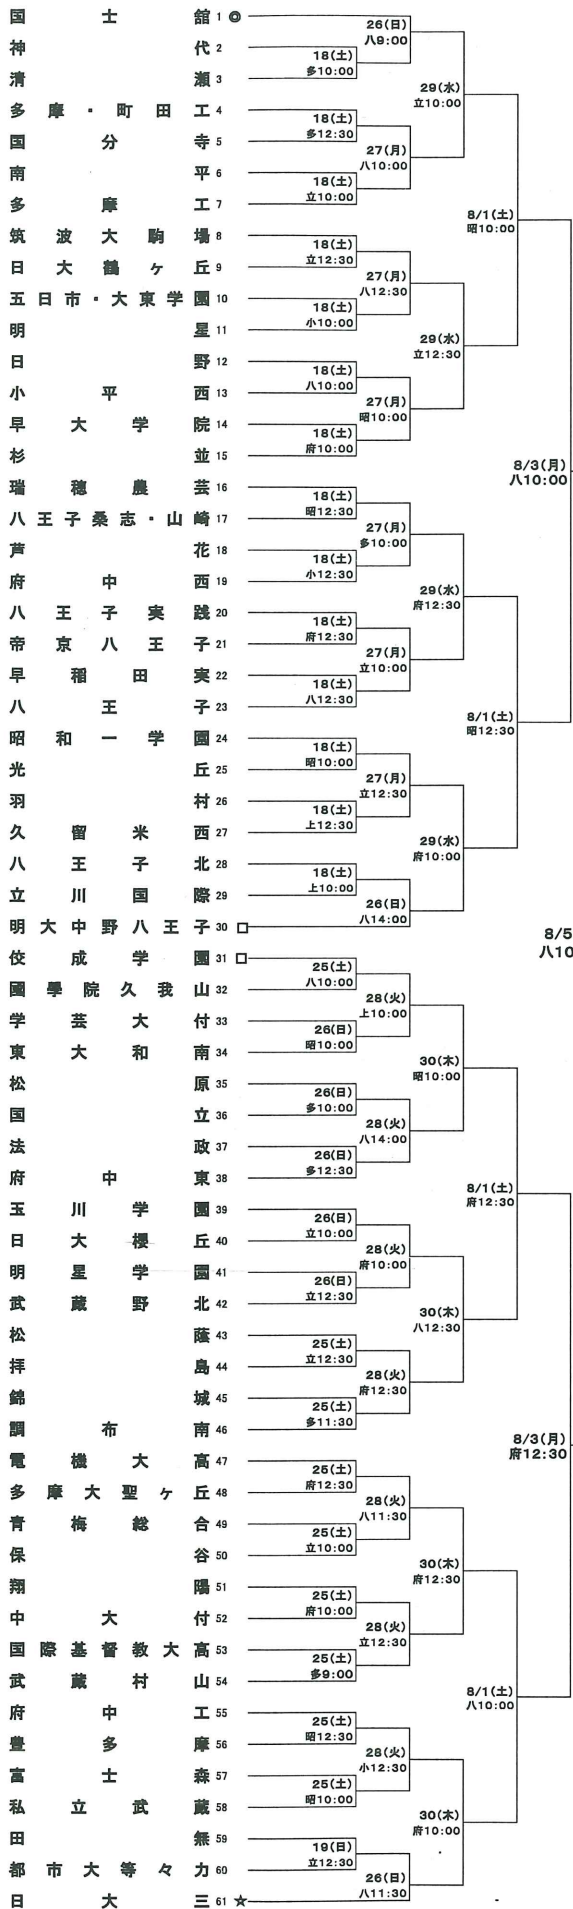 国士舘 1 ◎
神代 2
清瀬 3
多摩・町田工 4
国分寺 5
南平 6
多摩工 7
筑波大駒場 8
日大鶴ヶ丘 9
五日市・大東学園 10
明星 11
日野 12
小平西 13
早大学院 14
杉並 15
瑞穂農芸 16
八王子桑志・山崎 17
芦花 18
府中西 19
八王子実践 20
帝京八王子 21
早稲田実 22
八王子 23
昭和一学園 24
光丘 25
羽村 26
久留米西 27
八王子北 28
立川国際 29
明大中野八王子 30 □
佼成学園 31 □
國學院久我山 32
学芸大付 33
東大和南 34
松原 35
国立 36
法政 37
府中東 38
玉川学園 39
日大櫻丘 40
明星学園 41
武蔵野北 42
松蔭 43
拝島 44
錦城 45
調布南 46
電機大高 47
多摩大聖ヶ丘 48
青梅総合 49
保谷 50
翔陽 51
中大付 52
国際基督教大高 53
武蔵村山 54
府中工 55
豊多摩 56
富士森 57
私立武蔵 58
田無 59
都市大等々力 60
日大三 61 ☆
18(土)
多10:00
18(土)
多12:30
18(土)
立10:00
18(土)
立12:30
18(土)
小10:00
18(土)
八10:00
18(土)
府10:00
18(土)
昭12:30
18(土)
小12:30
18(土)
府12:30
18(土)
八12:30
18(土)
昭10:00
18(土)
上12:30
18(土)
上10:00
25(土)
八10:00
26(日)
昭10:00
26(日)
多10:00
26(日)
多12:30
26(日)
立10:00
26(日)
立12:30
25(土)
立12:30
25(土)
多11:30
25(土)
府12:30
25(土)
立10:00
25(土)
府10:00
25(土)
多9:00
25(土)
昭12:30
25(土)
昭10:00
19(日)
立12:30
26(日)
八9:00
27(月)
八10:00
27(月)
八12:30
27(月)
昭10:00
27(月)
多10:00
27(月)
立10:00
27(月)
立12:30
26(日)
八14:00
28(火)
上10:00
28(火)
八14:00
28(火)
府10:00
28(火)
府12:30
28(火)
八11:30
28(火)
立12:30
28(火)
小12:30
26(日)
八11:30
29(水)
立10:00
29(水)
立12:30
29(水)
府12:30
29(水)
府10:00
30(木)
昭10:00
30(木)
八12:30
30(木)
府12:30
30(木)
府10:00
8/1(土)
昭10:00
8/1(土)
昭12:30
8/1(土)
府12:30
8/1(土)
八10:00
8/3(月)
八10:00
8/3(月)
府12:30
8/5
八10